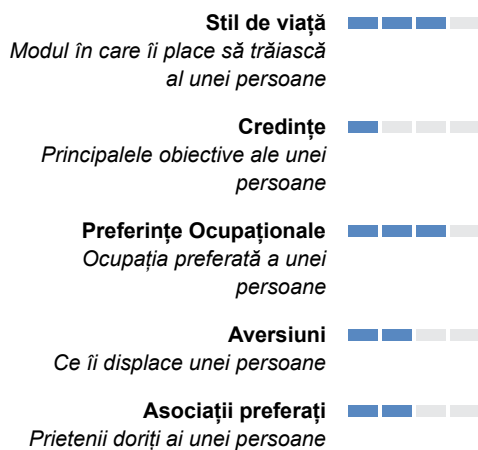 Stil de viață
Modul în care îi place să trăiască
al unei persoane
Credințe
Principalele obiective ale unei
persoane
Preferințe Ocupaționale
Ocupația preferată a unei
persoane
Aversiuni
Ce îi displace unei persoane
Asociații preferați
Prietenii doriți ai unei persoane